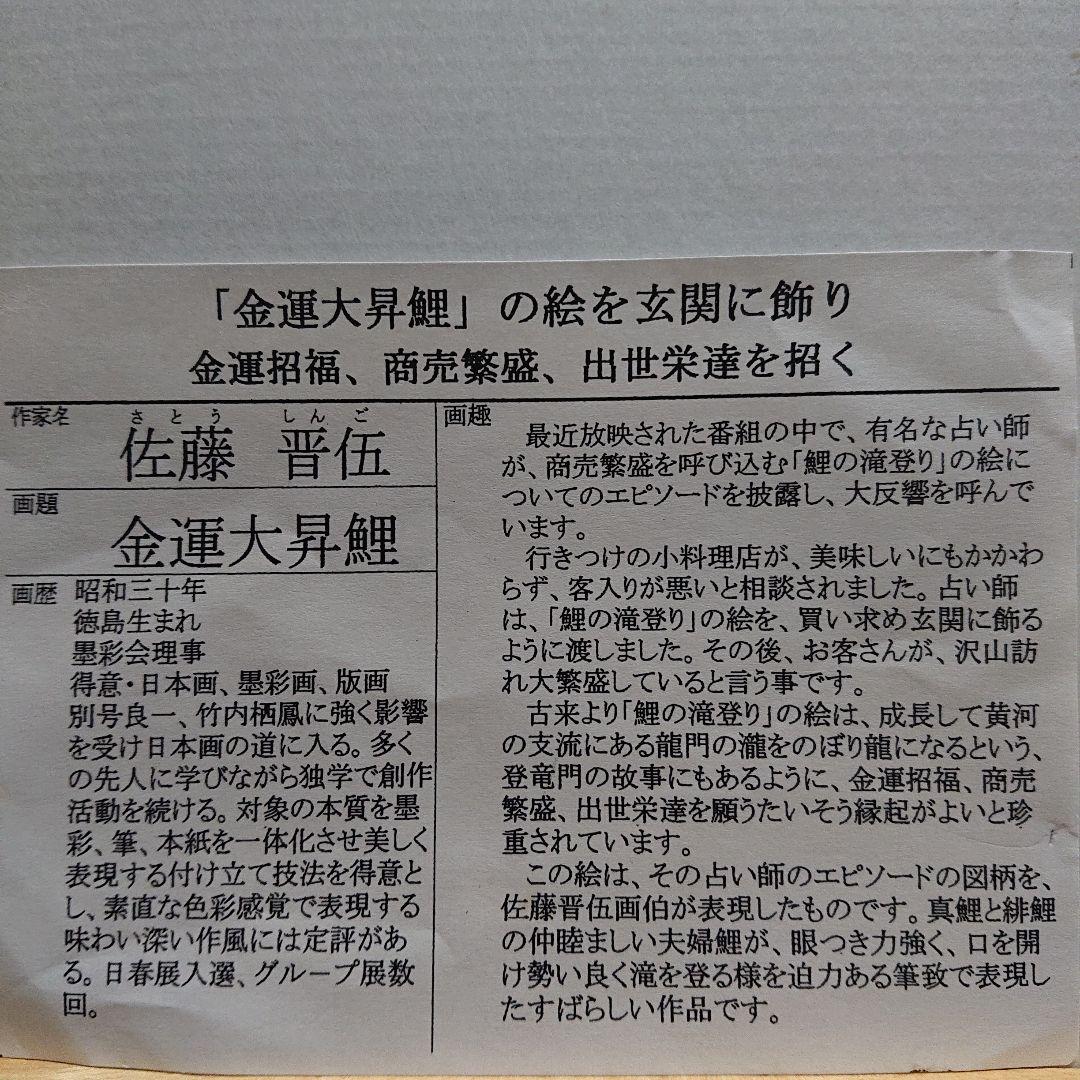 「金運大昇鯉」の絵を玄関に飾り
金運招福、商売繁盛、出世栄達を招く
作家名
さとう しんご
佐藤 晋伍
画題
金運大昇鯉
画歴 昭和三十年
徳島生まれ
墨彩会理事
得意・日本画、墨彩画、版画
別号良一、竹内栖鳳に強く影響
を受け日本画の道に入る。多く
の先人に学びながら独学で創作
活動を続ける。対象の本質を墨
彩、筆、本紙を一体化させ美しく
表現する付け立て技法を得意と
し、素直な色彩感覚で表現する
味わい深い作風には定評があ
る。日春展入選、グループ展数
回。
画趣
最近放映された番組の中で、有名な占い師
が、商売繁盛を呼び込む「鯉の滝登り」の絵に
ついてのエピソードを披露し、大反響を呼んで
います。
行きつけの小料理店が、美味しいにもかかわ
らず、客入りが悪いと相談されました。占い師
は、「鯉の滝登り」の絵を、買い求め玄関に飾る
ように渡しました。その後、お客さんが、沢山訪
れ大繁盛していると言う事です。
古来より「鯉の滝登り」の絵は、成長して黄河
の支流にある龍門の瀧をのぼり龍になるという、
登竜門の故事にもあるように、金運招福、商売
繁盛、出世栄達を願うたいそう縁起がよいと珍
重されています。
この絵は、その占い師のエピソードの図柄を、
佐藤晋伍画伯が表現したものです。真鯉と緋鯉
の仲睦ましい夫婦鯉が、眼つき力強く、口を開
け勢い良く滝を登る様を迫力ある筆致で表現し
たすばらしい作品です。